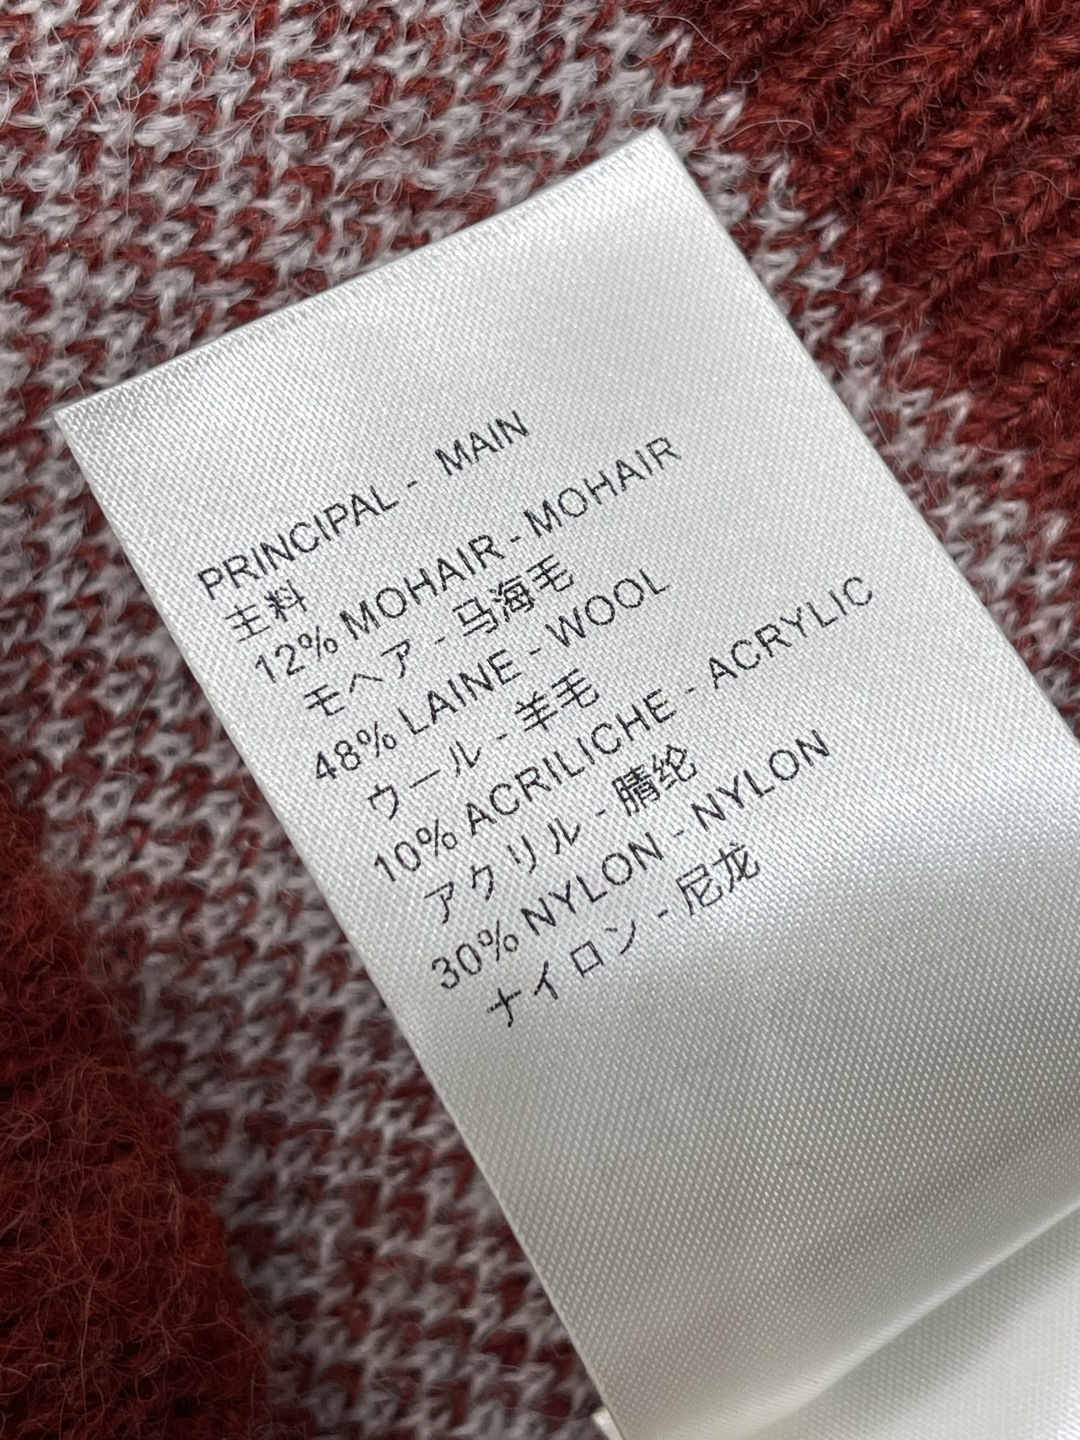 PRINCIPAL - MAIN
主料
12% MOHAIR - MOHAIR
モヘア - 马海毛
48% LAINE - WOOL
ウール - 羊毛
10% ACRILICHE - ACRYLIC
アクリル - 腈纶
30% NYLON - NYLON
ナイロン - 尼龙